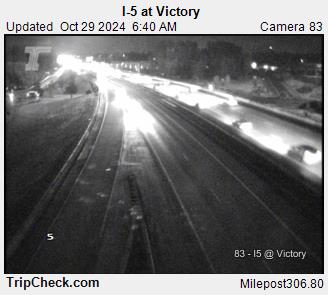 I-5 at Victory
Updated Oct 29 2024 6:40 AM Camera 83
S
83 - I5 @ Victory
TripCheck.com Milepost306.80